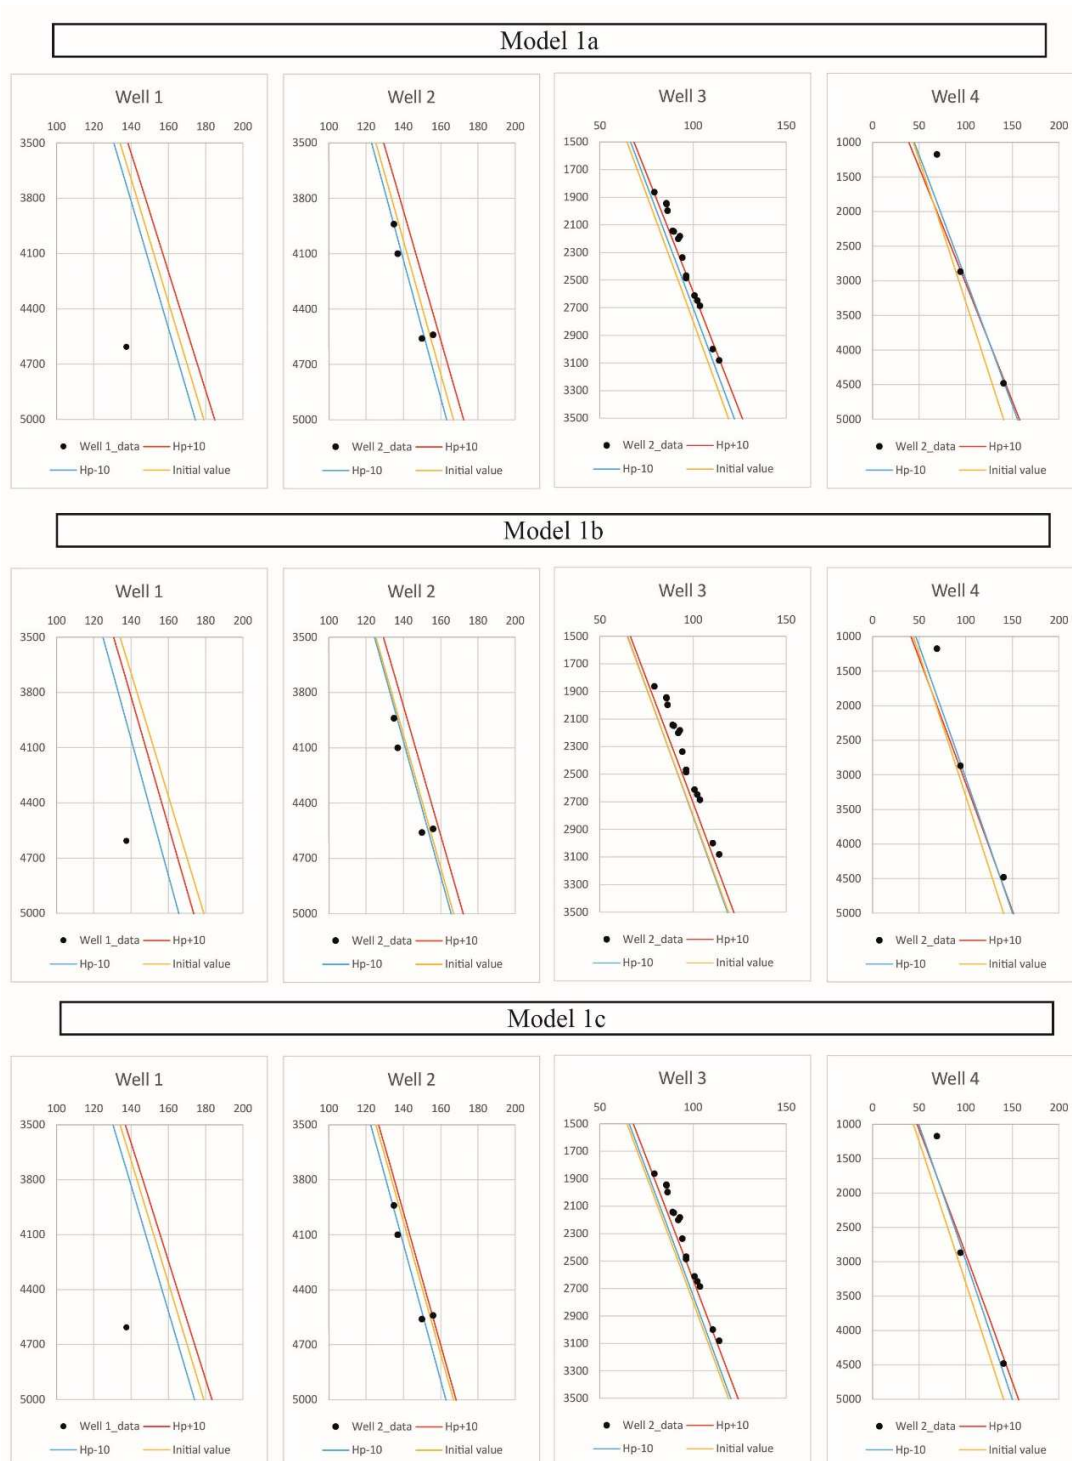 Model 1a
Well 1
100 120 140 160 180 200
3500
3800
4100
4400
4700
5000
Well 1_data Hp+10
Hp-10 Initial value
Well 2
100 120 140 160 180 200
3500
3800
4100
4400
4700
5000
Well 2_data Hp+10
Hp-10 Initial value
Well 3
50 100 150
1500
1700
1900
2100
2300
2500
2700
2900
3100
3300
3500
Well 2_data Hp+10
Hp-10 Initial value
Well 4
0 50 100 150 200
1000
1500
2000
2500
3000
3500
4000
4500
5000
Well 2_data Hp+10
Hp-10 Initial value
Model 1b
Well 1
100 120 140 160 180 200
3500
3800
4100
4400
4700
5000
Well 1_data Hp+10
Hp-10 Initial value
Well 2
100 120 140 160 180 200
3500
3800
4100
4400
4700
5000
Well 2_data Hp+10
Hp-10 Initial value
Well 3
50 100 150
1500
1700
1900
2100
2300
2500
2700
2900
3100
3300
3500
Well 2_data Hp+10
Hp-10 Initial value
Well 4
0 50 100 150 200
1000
1500
2000
2500
3000
3500
4000
4500
5000
Well 2_data Hp+10
Hp-10 Initial value
Model 1c
Well 1
100 120 140 160 180 200
3500
3800
4100
4400
4700
5000
Well 1_data Hp+10
Hp-10 Initial value
Well 2
100 120 140 160 180 200
3500
3800
4100
4400
4700
5000
Well 2_data Hp+10
Hp-10 Initial value
Well 3
50 100 150
1500
1700
1900
2100
2300
2500
2700
2900
3100
3300
3500
Well 2_data Hp+10
Hp-10 Initial value
Well 4
0 50 100 150 200
1000
1500
2000
2500
3000
3500
4000
4500
5000
Well 2_data Hp+10
Hp-10 Initial value